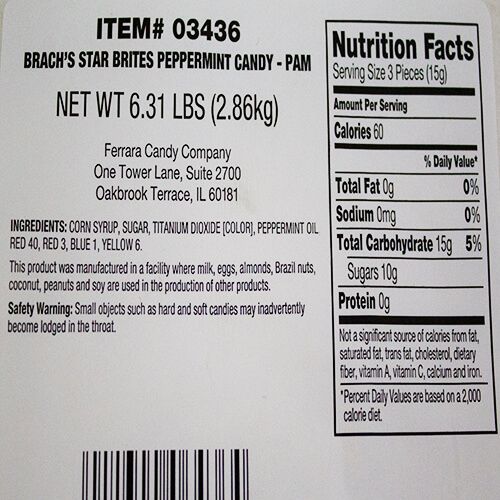 ITEM# 03436
BRACH'S STAR BRITES PEPPERMINT CANDY - PAM
NET WT 6.31 LBS (2.86kg)
Ferrara Candy Company
One Tower Lane, Suite 2700
Oakbrook Terrace, IL 60181
INGREDIENTS: CORN SYRUP, SUGAR, TITANIUM DIOXIDE [COLOR], PEPPERMINT OIL
RED 40, RED 3, BLUE 1, YELLOW 6.
This product was manufactured in a facility where milk, eggs, almonds, Brazil nuts,
coconut, peanuts and soy are used in the production of other products.
Safety Warning: Small objects such as hard and soft candies may inadvertently
become lodged in the throat.
Nutrition Facts
Serving Size 3 Pieces (15g)
Amount Per Serving
Calories 60
% Daily Value*
Total Fat 0g 0%
Sodium 0mg 0%
Total Carbohydrate 15g 5%
Sugars 10g
Protein 0g
Not a significant source of calories from fat,
saturated fat, trans fat, cholesterol, dietary
fiber, vitamin A, vitamin C, calcium and iron.
*Percent Daily Values are based on a 2,000
calorie diet.